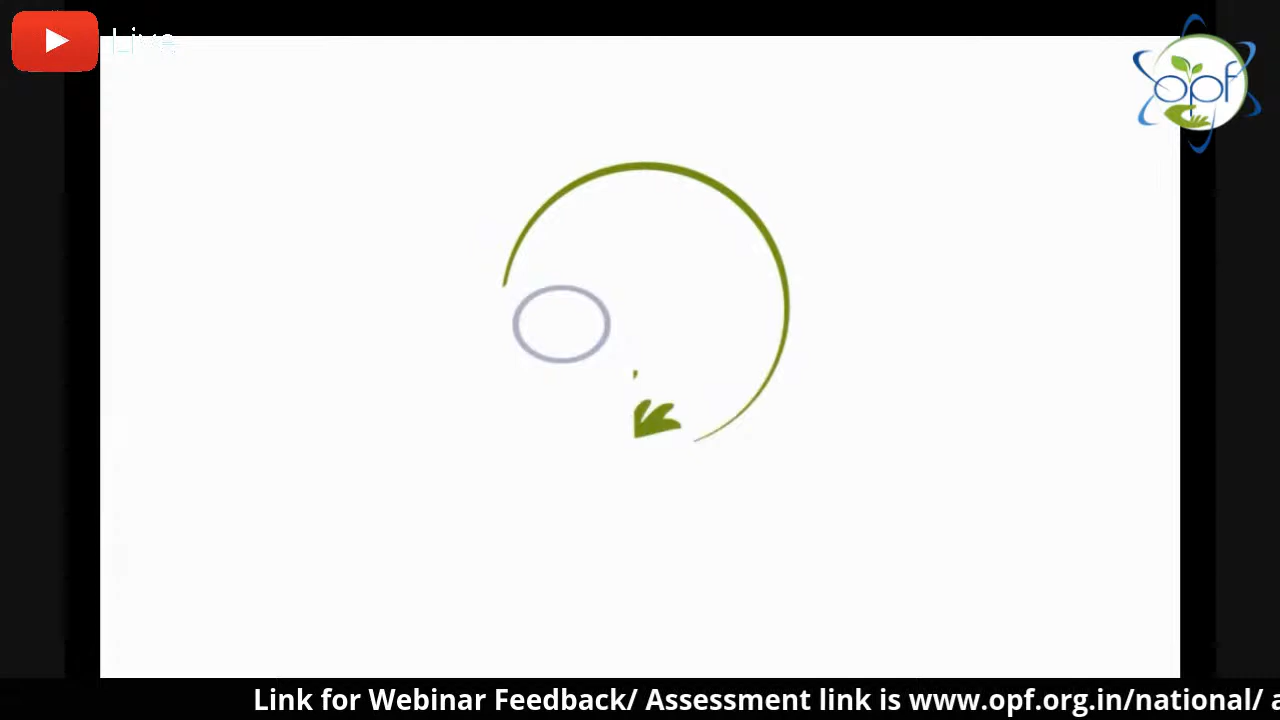 Live
opf
Link for Webinar Feedback/ Assessment link is www.opf.org.in/national/ a